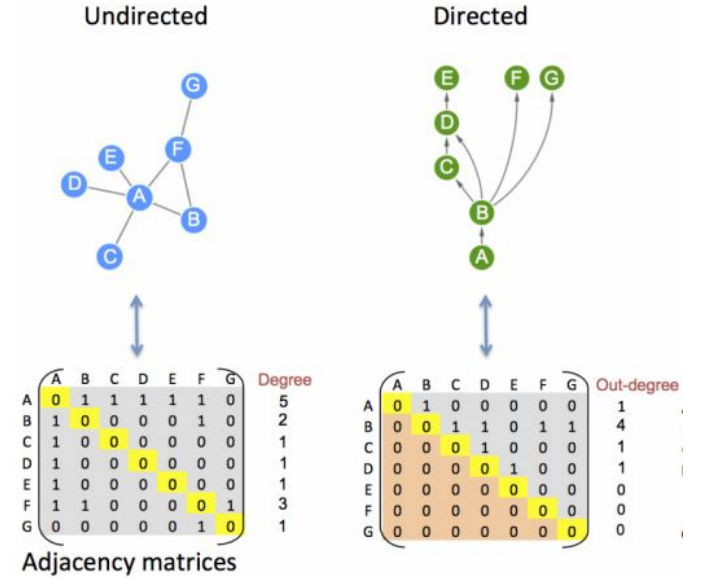 Undirected Directed
G
E F G
F
D
E
D
A
C
B
B
C
A
A B C D E F G Degree
A 0 1 1 1 1 1 0 5
B 1 0 0 0 0 1 0 2
C 1 0 0 0 0 0 0 1
D 1 0 0 0 0 0 0 1
E 1 0 0 0 0 0 0 1
F 1 1 0 0 0 0 1 3
G 0 0 0 0 0 1 0 1
A B C D E F G Out-degree
A 0 1 0 0 0 0 0 1
B 0 0 1 1 0 1 1 4
C 0 0 0 1 0 0 0 1
D 0 0 0 0 1 0 0 1
E 0 0 0 0 0 0 0 0
F 0 0 0 0 0 0 0 0
G 0 0 0 0 0 0 0 0
Adjacency matrices